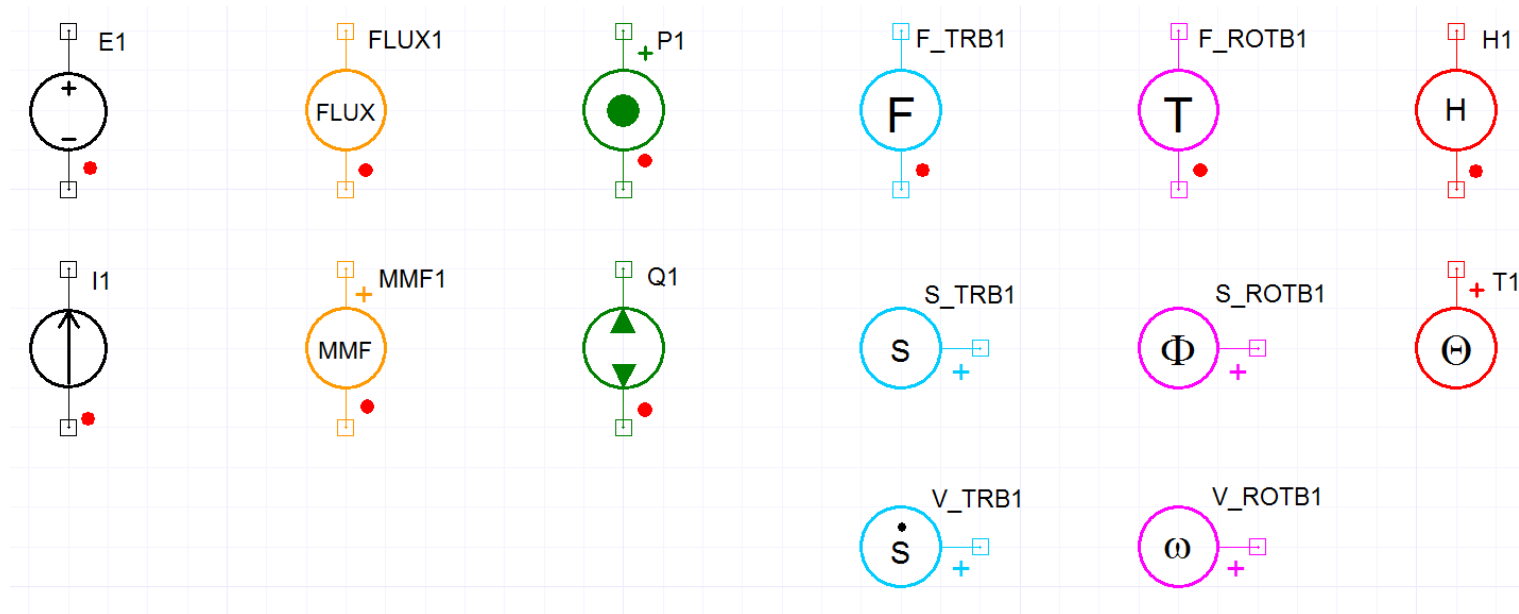 E1
FLUX1
P1
F_TRB1
F_ROTB1
H1
+
+
−
FLUX
F
T
H
I1
MMF1
Q1
S_TRB1
S_ROTB1
T1
+
+
MMF
S
Φ
Θ
+
+
V_TRB1
V_ROTB1
Ṡ
ω
+
+